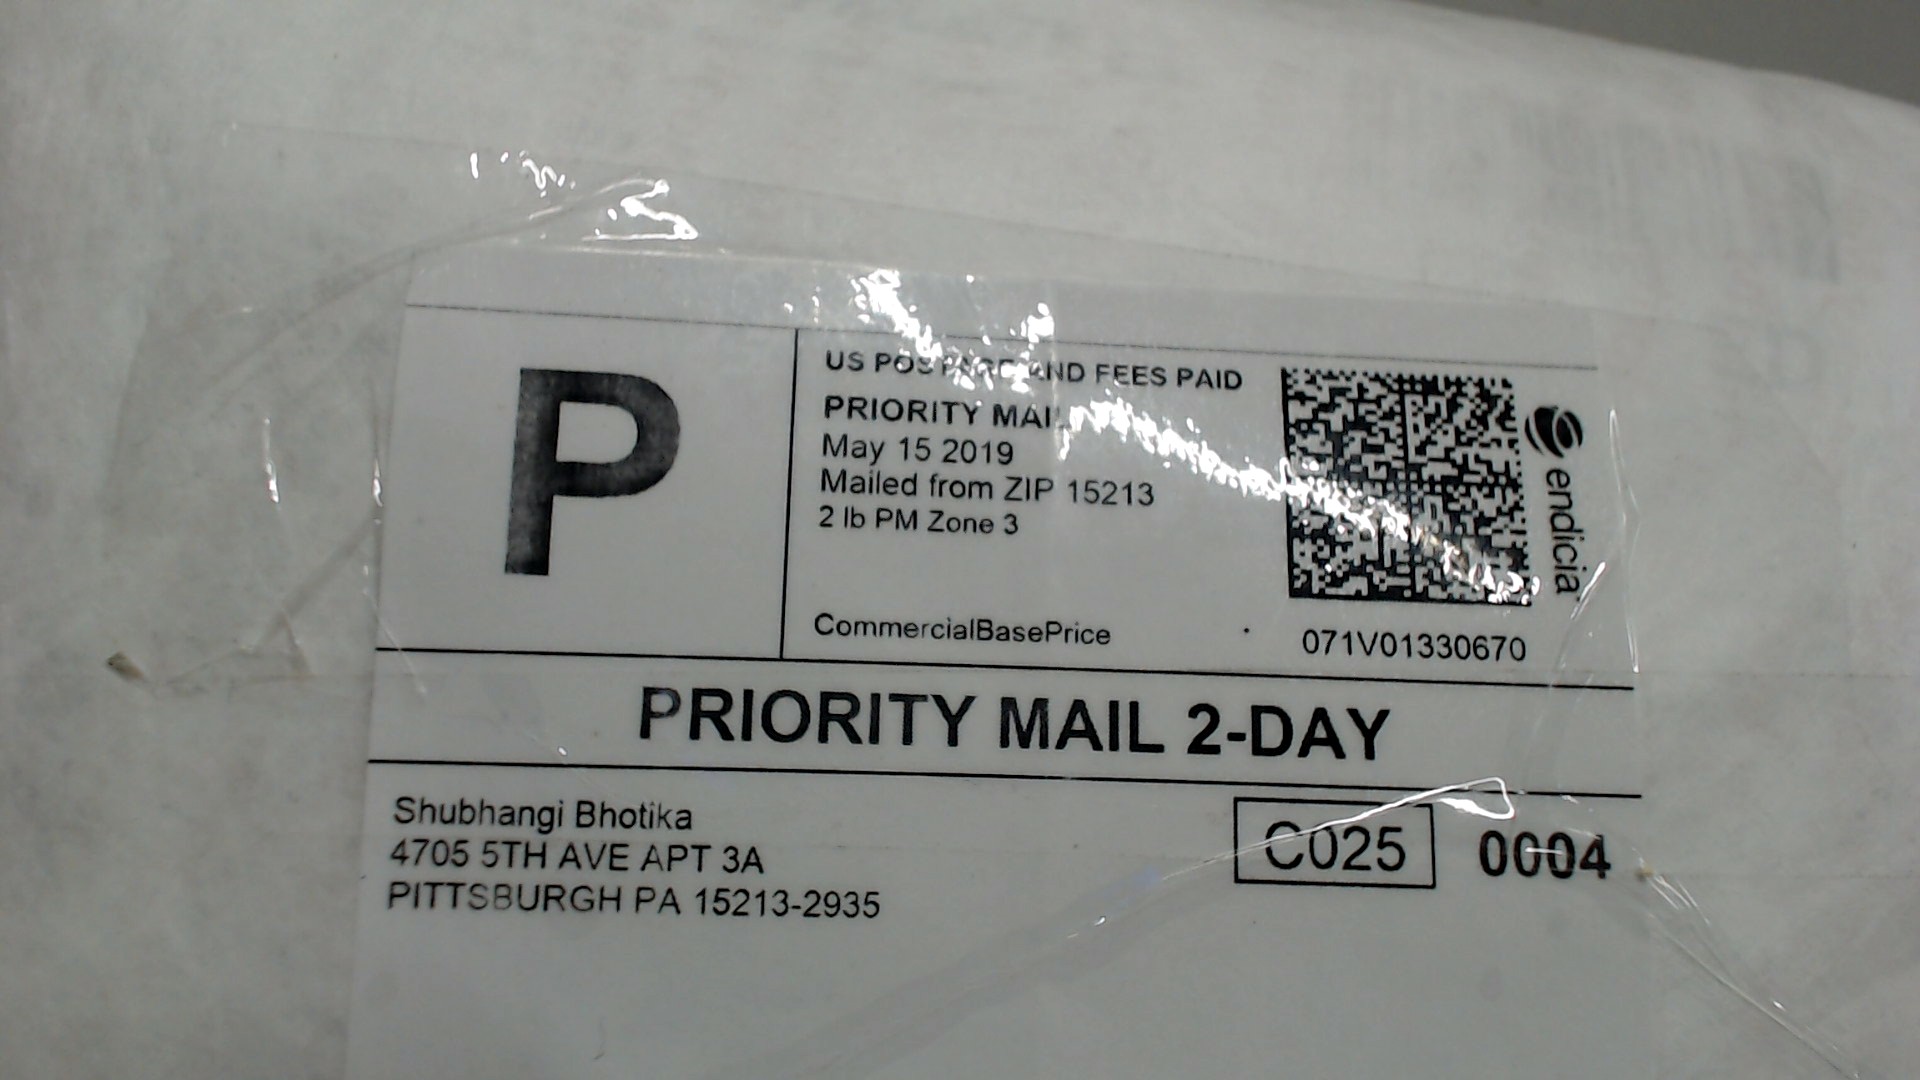 P
US POSTAGE AND FEES PAID
PRIORITY MAIL
May 15 2019
Mailed from ZIP 15213
2 lb PM Zone 3
CommercialBasePrice
endicia
071V01330670
PRIORITY MAIL 2-DAY
Shubhangi Bhotika
4705 5TH AVE APT 3A
PITTSBURGH PA 15213-2935
C025
0004